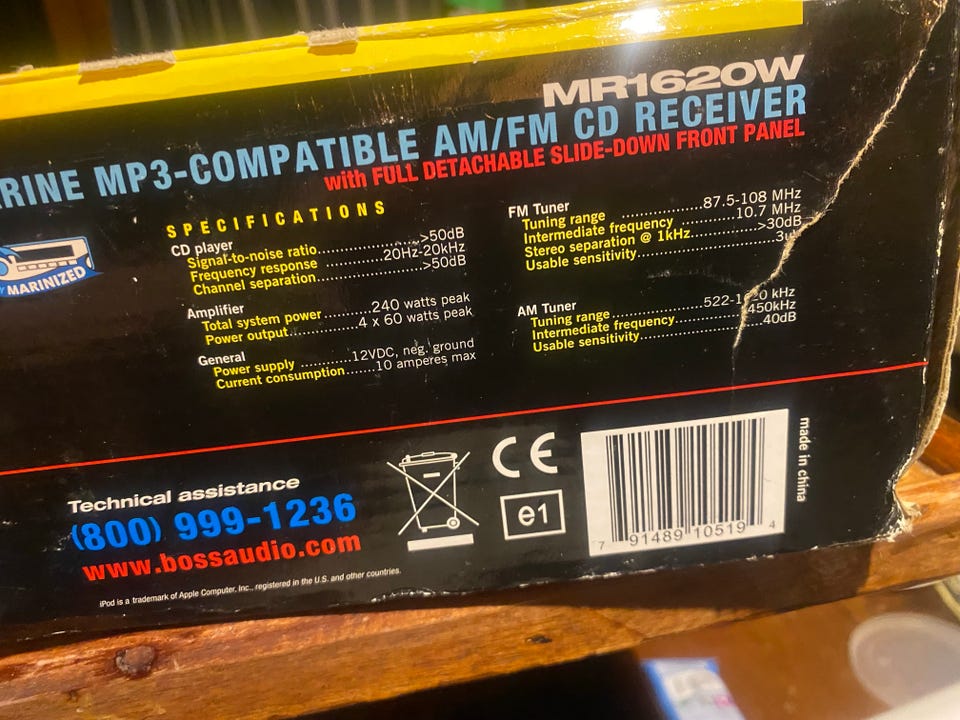 MR1620W
MP3-COMPATIBLE AM/FM CD RECEIVER
with FULL DETACHABLE SLIDE-DOWN FRONT PANEL
SPECIFICATIONS
CD player
Signal-to-noise ratio..................>50dB
Frequency response ............20Hz-20kHz
Channel separation.....................>50dB
Amplifier
Total system power ..........240 watts peak
Power output..............4 x 60 watts peak
General
Power supply ...........12VDC, neg. ground
Current consumption......10 amperes max
FM Tuner
Tuning range ................87.5-108 MHz
Intermediate frequency ............10.7 MHz
Stereo separation @ 1kHz.............>30dB
Usable sensitivity
AM Tuner
Tuning range
Intermediate frequency.................450kHz
Usable sensitivity..........................40dB
MARINIZED
Technical assistance
(800) 999-1236
www.bossaudio.com
iPod is a trademark of Apple Computer, Inc., registered in the U.S. and other countries.
CE
e1
7 91489 10519 4
made in china